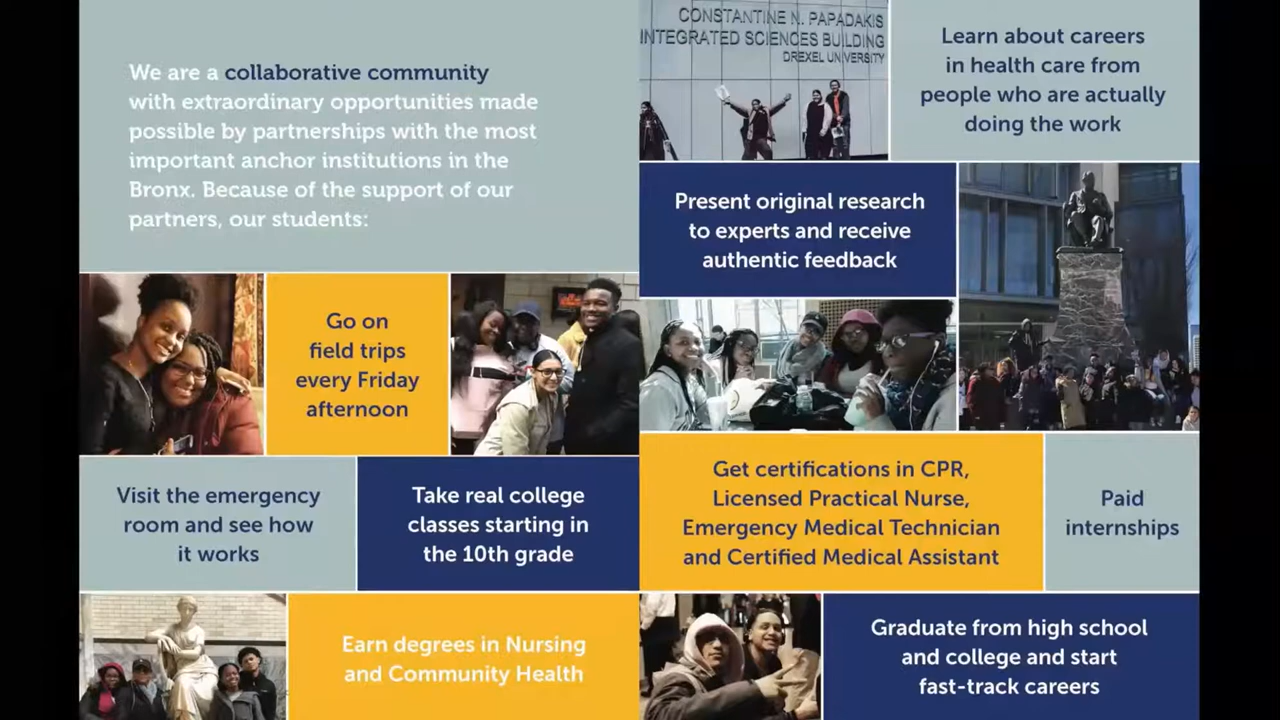 We are a collaborative community
with extraordinary opportunities made
possible by partnerships with the most
important anchor institutions in the
Bronx. Because of the support of our
partners, our students:
Go on
field trips
every Friday
afternoon
Visit the emergency
room and see how
it works
Take real college
classes starting in
the 10th grade
Earn degrees in Nursing
and Community Health
CONSTANTINE N. PAPADAKIS
INTEGRATED SCIENCES BUILDING
DREXEL UNIVERSITY
Learn about careers
in health care from
people who are actually
doing the work
Present original research
to experts and receive
authentic feedback
Get certifications in CPR,
Licensed Practical Nurse,
Emergency Medical Technician
and Certified Medical Assistant
Paid
internships
Graduate from high school
and college and start
fast-track careers